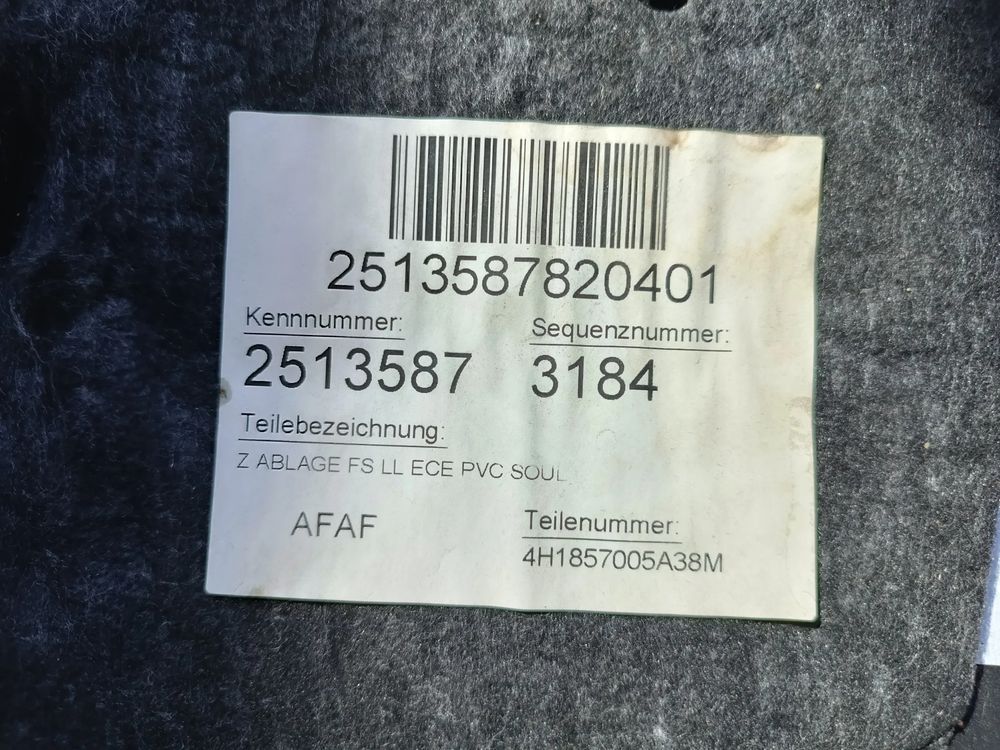 2513587820401
Kennnummer: Sequenznummer:
2513587 3184
Teilebezeichnung:
Z ABLAGE FS LL ECE PVC SOUL
AFAF Teilenummer:
4H1857005A38M